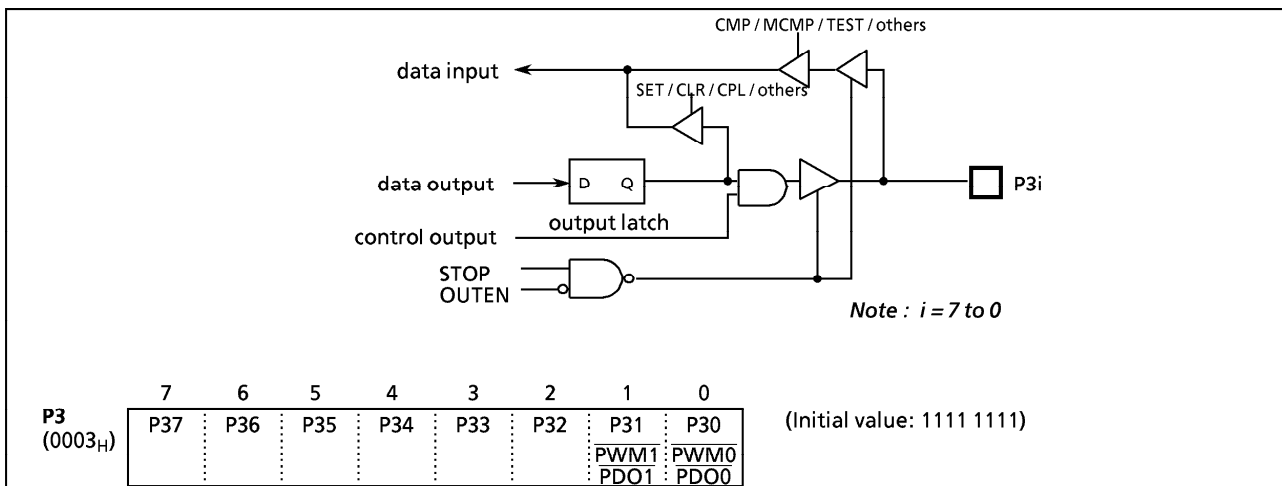 CMP / MCMP / TEST / others
data input
SET / CLR / CPL / others
data output
D Q
P3i
output latch
control output
STOP
OUTEN
Note : i = 7 to 0
7 6 5 4 3 2 1 0
P3 P37 P36 P35 P34 P33 P32 P31 P30 (Initial value: 1111 1111)
(0003H)
PWM1 PWM0
PDO1 PDO0